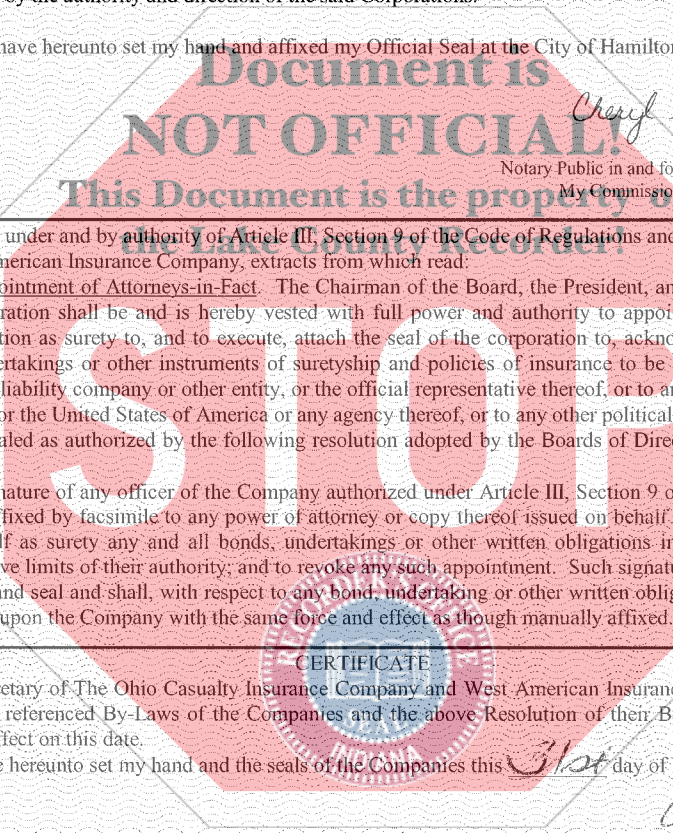 by the authority and direction of the said Corporations.
have hereunto set my hand and affixed my Official Seal at the City of Hamilton
Document is
NOT OFFICIAL!
Cheryl
Notary Public in and fo
This Document is the property o
My Commissio
the Lake County Recorder!
under and by authority of Article III, Section 9 of the Code of Regulations and
merican Insurance Company, extracts from which read:
ointment of Attorneys-in-Fact. The Chairman of the Board, the President, an
ration shall be and is hereby vested with full power and authority to appoi
tion as surety to, and to execute, attach the seal of the corporation to, ackno
ertakings or other instruments of suretyship and policies of insurance to be
liability company or other entity, or the official representative thereof, or to an
or the United States of America or any agency thereof, or to any other political
STOP
aled as authorized by the following resolution adopted by the Boards of Dire
nature of any officer of the Company authorized under Article III, Section 9 o
ffixed by facsimile to any power of attorney or copy thereof issued on behalf
lf as surety any and all bonds, undertakings or other written obligations in
ve limits of their authority; and to revoke any such appointment. Such signatu
and seal and shall, with respect to any bond, undertaking or other written oblig
upon the Company with the same force and effect as though manually affixed.
RECORDER'S OFFICE
SEAL
INDIANA
CERTIFICATE
retary of The Ohio Casualty Insurance Company and West American Insuranc
referenced By-Laws of the Companies and the above Resolution of their B
ffect on this date.
e hereunto set my hand and the seals of the Companies this 31st day of